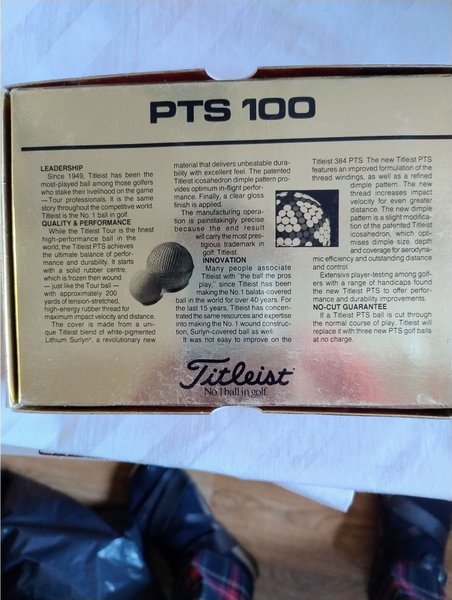 PTS 100
LEADERSHIP
Since 1949, Titleist has been the
most-played ball among those golfers
who stake their livelihood on the game
—Tour professionals. It is the same
story throughout the competitive world.
Titleist is the No. 1 ball in golf.
QUALITY & PERFORMANCE
While the Titleist Tour is the finest
high-performance ball in the
world, the Titleist PTS achieves
the ultimate balance of perfor-
mance and durability. It starts
with a solid rubber centre,
which is frozen then wound
— just like the Tour ball —
with approximately 200
yards of tension-stretched,
high-energy rubber thread for
maximum impact velocity and distance.
The cover is made from a uni-
que Titleist blend of white-pigmented
Lithium Surlyn®, a revolutionary new
material that delivers unbeatable dura-
bility with excellent feel. The patented
Titleist icosahedron dimple pattern pro-
vides optimum in-flight perfor-
mance. Finally, a clear gloss
finish is applied.
The manufacturing opera-
tion is painstakingly precise
because the end result
will carry the most pres-
tigious trademark in
golf: Titleist.
INNOVATION
Many people associate
Titleist with "the ball the pros
play," since Titleist has been
making the No. 1 balata-covered
ball in the world for over 40 years. For
the last 15 years, Titleist has concen-
trated the same resources and expertise
into making the No. 1 wound construc-
tion, Surlyn-covered ball as well.
It was not easy to improve on the
Titleist 384 PTS. The new Titleist PTS
features an improved formulation of the
thread windings, as well as a refined
dimple pattern. The new
thread increases impact
velocity for even greater
distance. The new dimple
pattern is a slight modifica-
tion of the patented Titleist
icosahedron, which opti-
mises dimple size, depth
and coverage for aerodyna-
mic efficiency and outstanding distance
and control.
Extensive player-testing among golf-
ers with a range of handicaps found
the new Titleist PTS to offer perfor-
mance and durability improvements.
NO-CUT GUARANTEE
If a Titleist PTS ball is cut through
the normal course of play, Titleist will
replace it with three new PTS golf balls
at no charge.
Titleist®
No. 1 ball in golf.